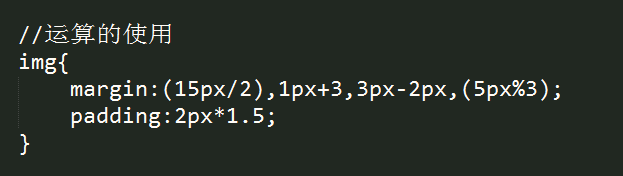 //运算的使用
img{
    margin:(15px/2),1px+3,3px-2px,(5px%3);
    padding:2px*1.5;
}